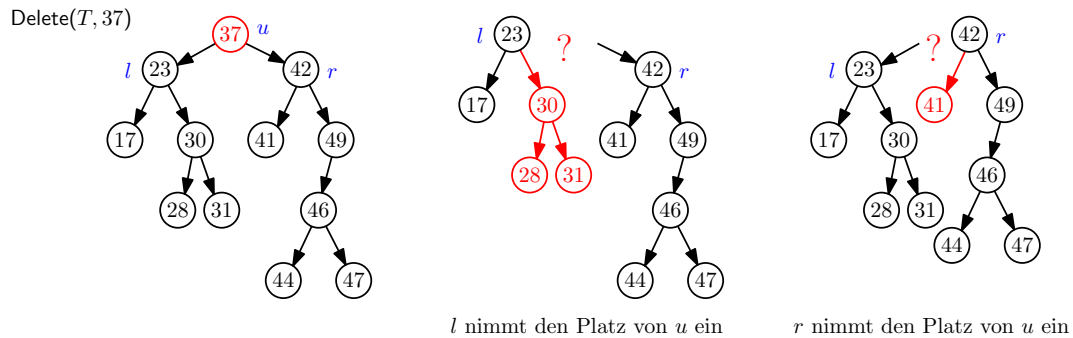 Delete(T, 37)
37 u
l 23 42 r
17 30 41 49
28 31 46
44 47
l 23 ?
42 r
17 30
41 49
28 31
46
44 47
l nimmt den Platz von u ein
? 42 r
l 23
41 49
17 30
46
28 31
44 47
r nimmt den Platz von u ein